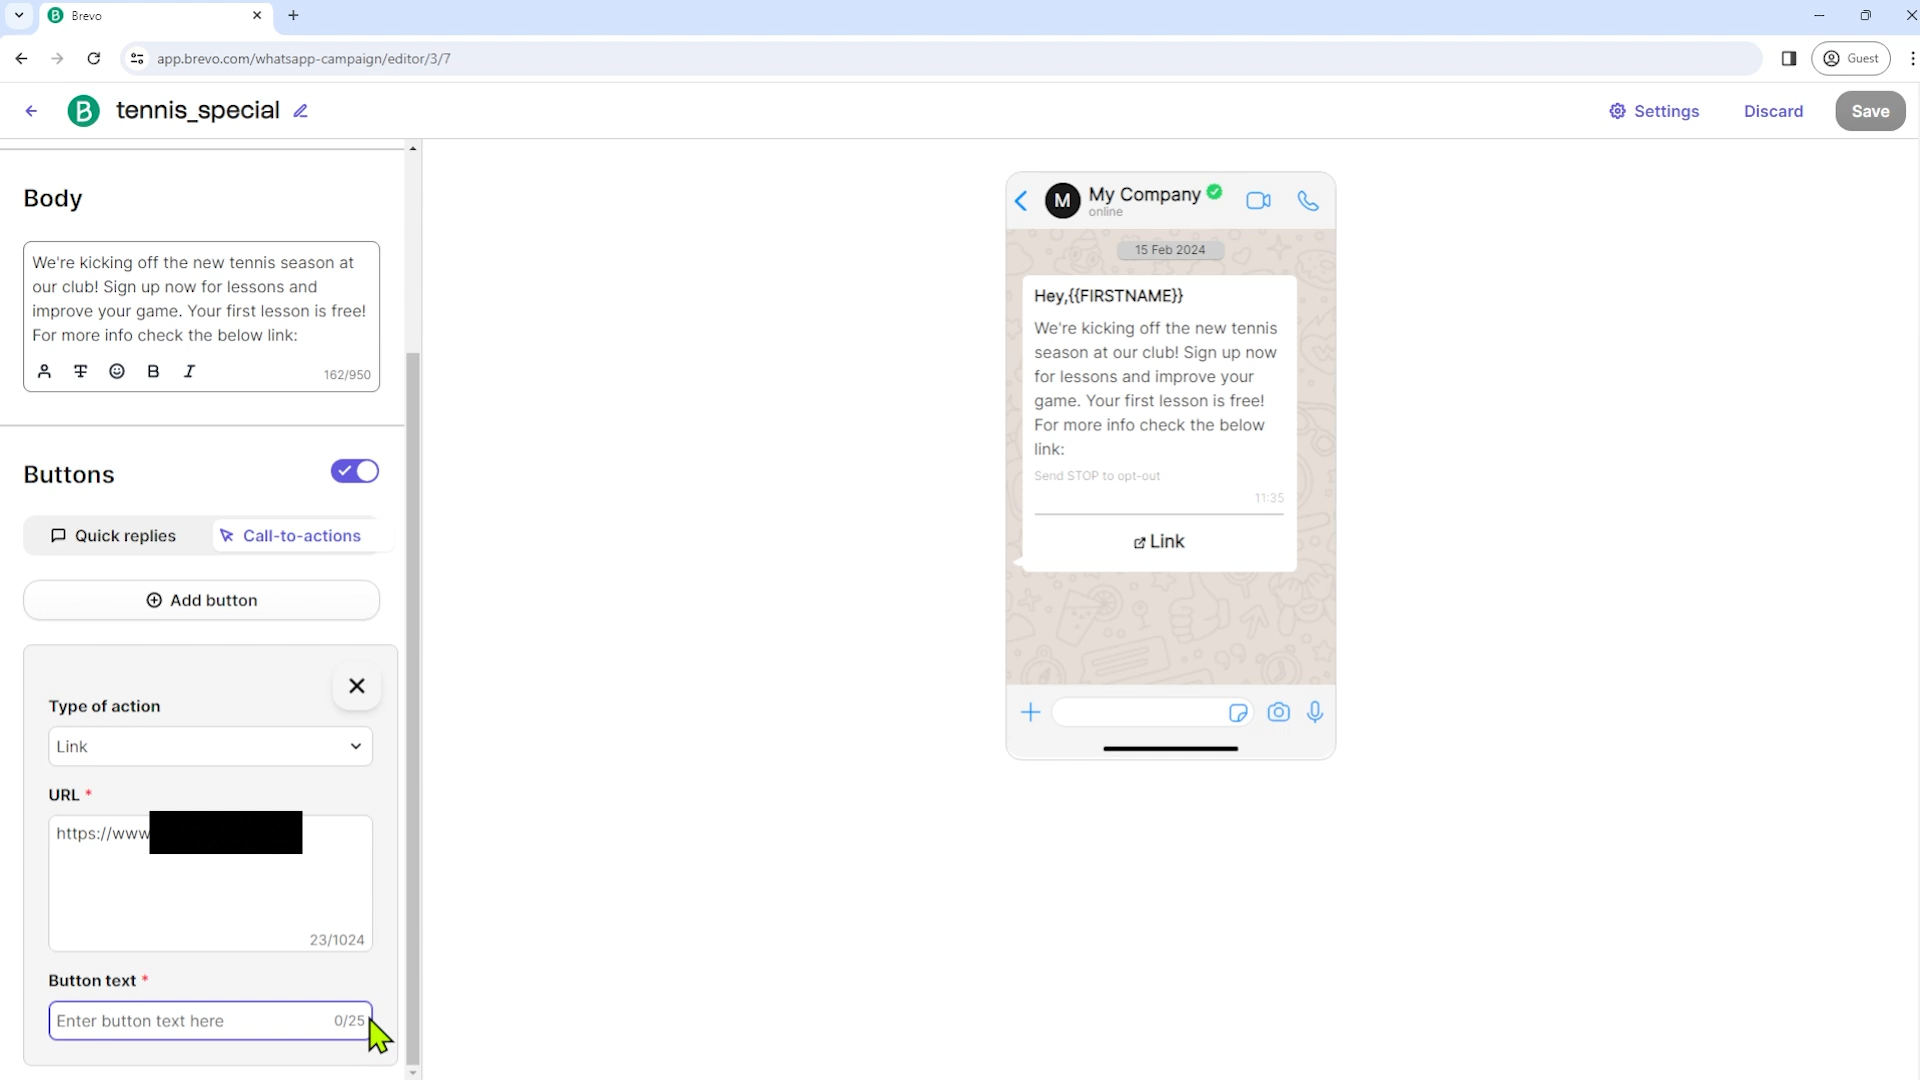 Brevo
app.brevo.com/whatsapp-campaign/editor/3/7
Guest
B tennis_special
Settings
Discard
Save
Body
We're kicking off the new tennis season at
our club! Sign up now for lessons and
improve your game. Your first lesson is free!
For more info check the below link:
B I
162/950
Buttons
Quick replies
Call-to-actions
Add button
Type of action
Link
URL *
https://www
23/1024
Button text *
Enter button text here
0/25
M
My Company
online
15 Feb 2024
Hey,{{FIRSTNAME}}
We're kicking off the new tennis
season at our club! Sign up now
for lessons and improve your
game. Your first lesson is free!
For more info check the below
link:
Send STOP to opt-out
11:35
Link